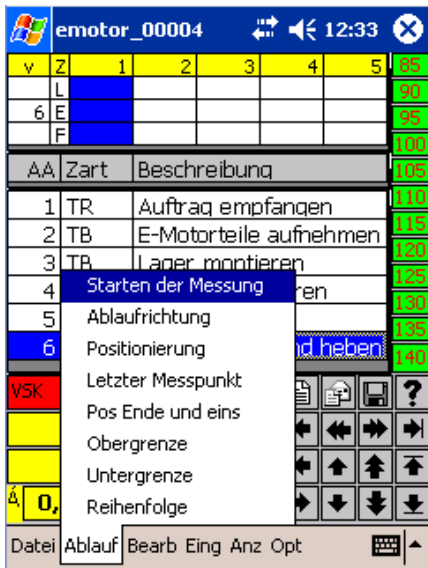 emotor_00004 12:33
v Z 1 2 3 4 5 85
L 90
6 E 95
F 100
AA Zart Beschreibung 105
1 TR Auftrag empfangen 110
2 TB E-Motorteile aufnehmen 115
3 TB Lager montieren 120
4 ren 125
5 130
6 nd heben 135
140
Starten der Messung
Ablaufrichtung
Positionierung
Letzter Messpunkt
Pos Ende und eins
Obergrenze
Untergrenze
Reihenfolge
VSK ?
0,
Datei Ablauf Bearb Eing Anz Opt